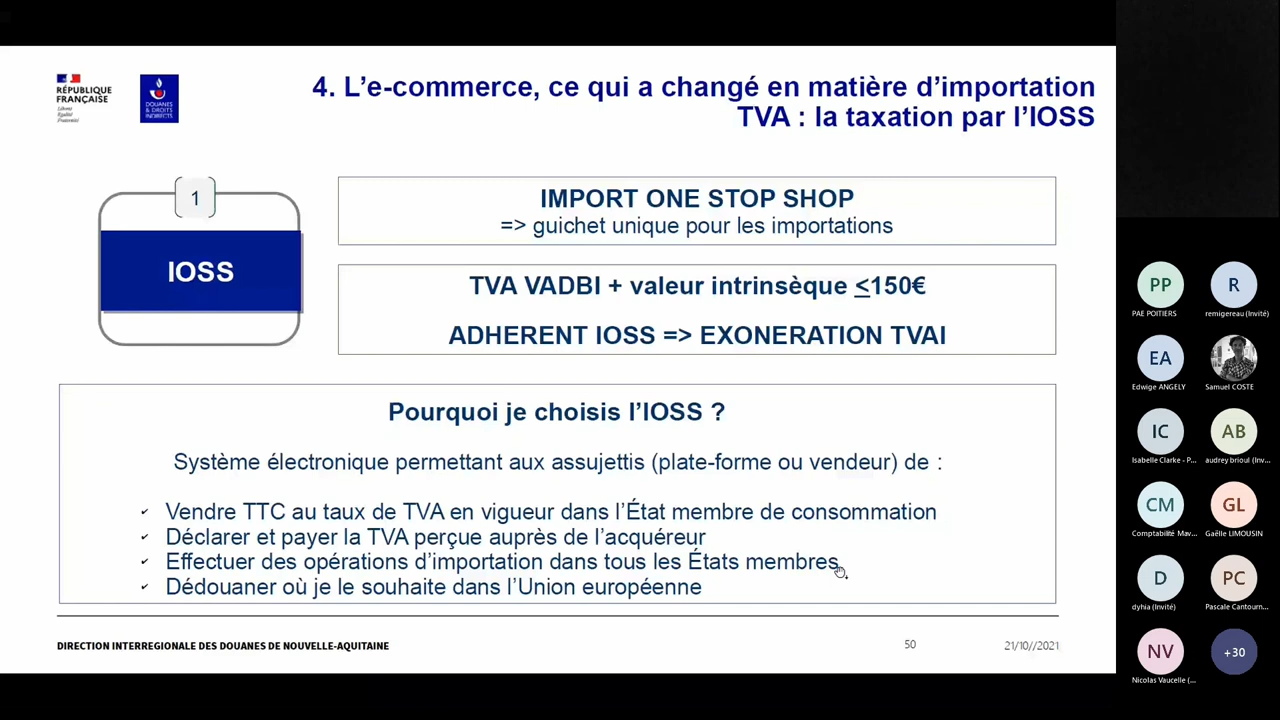 RÉPUBLIQUE
FRANÇAISE
Liberté
Égalité
Fraternité
DOUANES
& DROITS
INDIRECTS
4. L’e-commerce, ce qui a changé en matière d’importation
TVA : la taxation par l’IOSS
1
IOSS
IMPORT ONE STOP SHOP
=> guichet unique pour les importations
TVA VADBI + valeur intrinsèque <150€
ADHERENT IOSS => EXONERATION TVAI
Pourquoi je choisis l’IOSS ?
Système électronique permettant aux assujettis (plate-forme ou vendeur) de :
✓ Vendre TTC au taux de TVA en vigueur dans l’État membre de consommation
✓ Déclarer et payer la TVA perçue auprès de l’acquéreur
✓ Effectuer des opérations d’importation dans tous les États membres
✓ Dédouaner où je le souhaite dans l’Union européenne
DIRECTION INTERREGIONALE DES DOUANES DE NOUVELLE-AQUITAINE
50
21/10//2021
PP
R
PAE POITIERS
remigereau (Invité)
EA
Edwige ANGELY
Samuel COSTE
IC
AB
Isabelle Clarke - P...
audrey brioul (Inv...
CM
GL
Comptabilité Mav...
Gaëlle LIMOUSIN
D
PC
dyhia (Invité)
Pascale Cantourn...
NV
+30
Nicolas Vaucelle (...